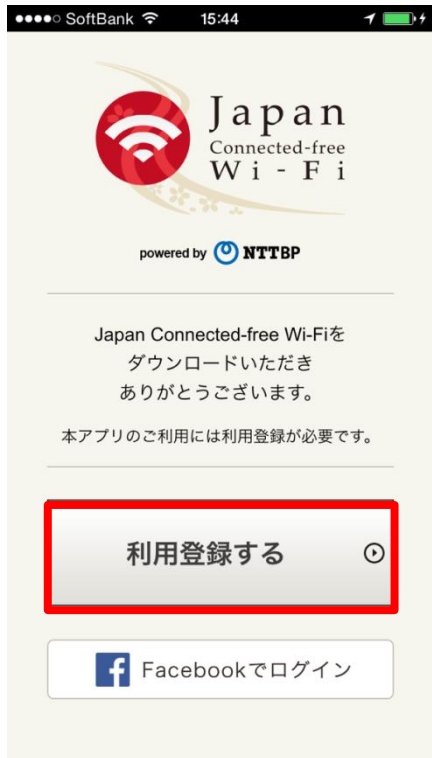 SoftBank 15:44
Japan
Connected-free
Wi-Fi
powered by NTTBP
Japan Connected-free Wi-Fiを
ダウンロードいただき
ありがとうございます。
本アプリのご利用には利用登録が必要です。
利用登録する
f Facebookでログイン